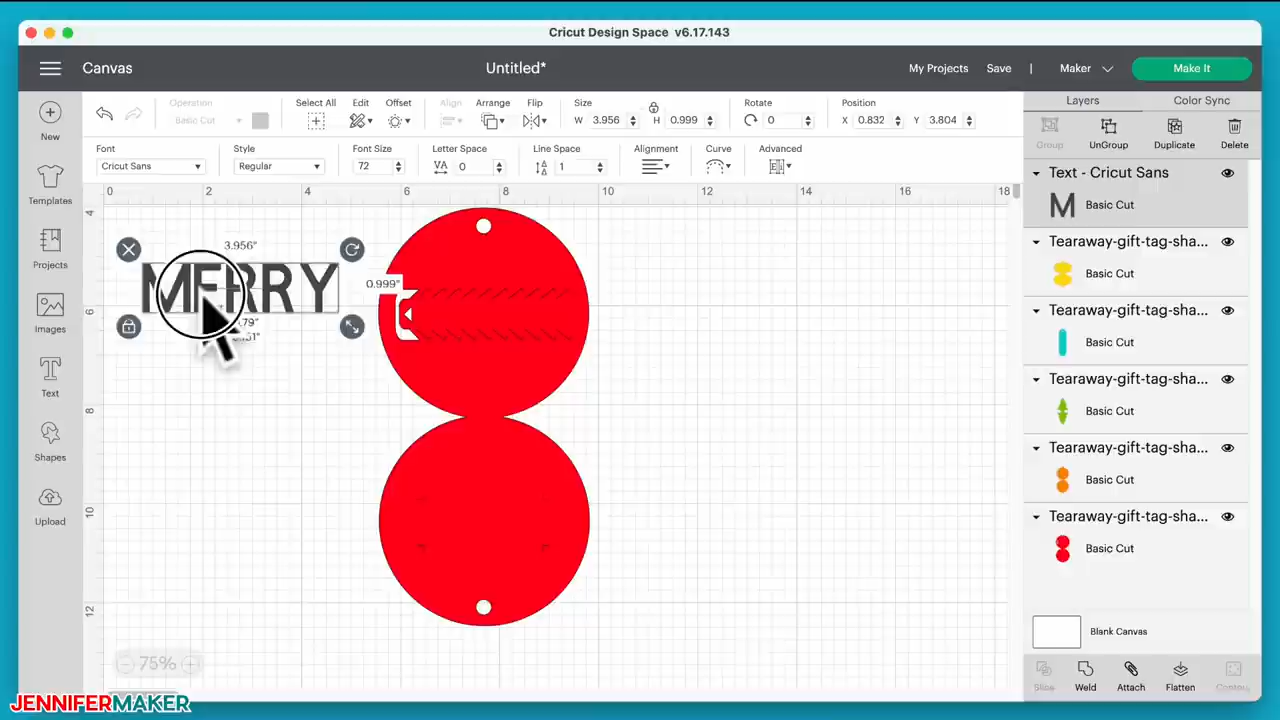 Cricut Design Space v6.17.143
Canvas
Untitled*
My Projects
Save
|
Maker
Make It
Operation
Basic Cut
Select All
Edit
Offset
Align
Arrange
Flip
Size
W 3.956
H 0.999
Rotate
0
Position
X 0.832
Y 3.804
Font
Cricut Sans
Style
Regular
Font Size
72
Letter Space
VA 0
Line Space
1
Alignment
Curve
Advanced
Layers
Color Sync
Group
UnGroup
Duplicate
Delete
New
Templates
Projects
Images
Text
Shapes
Upload
0 2 4 6 8 10 12 14 16 18
4
6
8
10
12
3.956"
0.999"
MERRY
75%
Text - Cricut Sans
M Basic Cut
Tearaway-gift-tag-sha...
Basic Cut
Tearaway-gift-tag-sha...
Basic Cut
Tearaway-gift-tag-sha...
Basic Cut
Tearaway-gift-tag-sha...
Basic Cut
Tearaway-gift-tag-sha...
Basic Cut
Blank Canvas
Slice
Weld
Attach
Flatten
Contour
JENNIFERMAKER